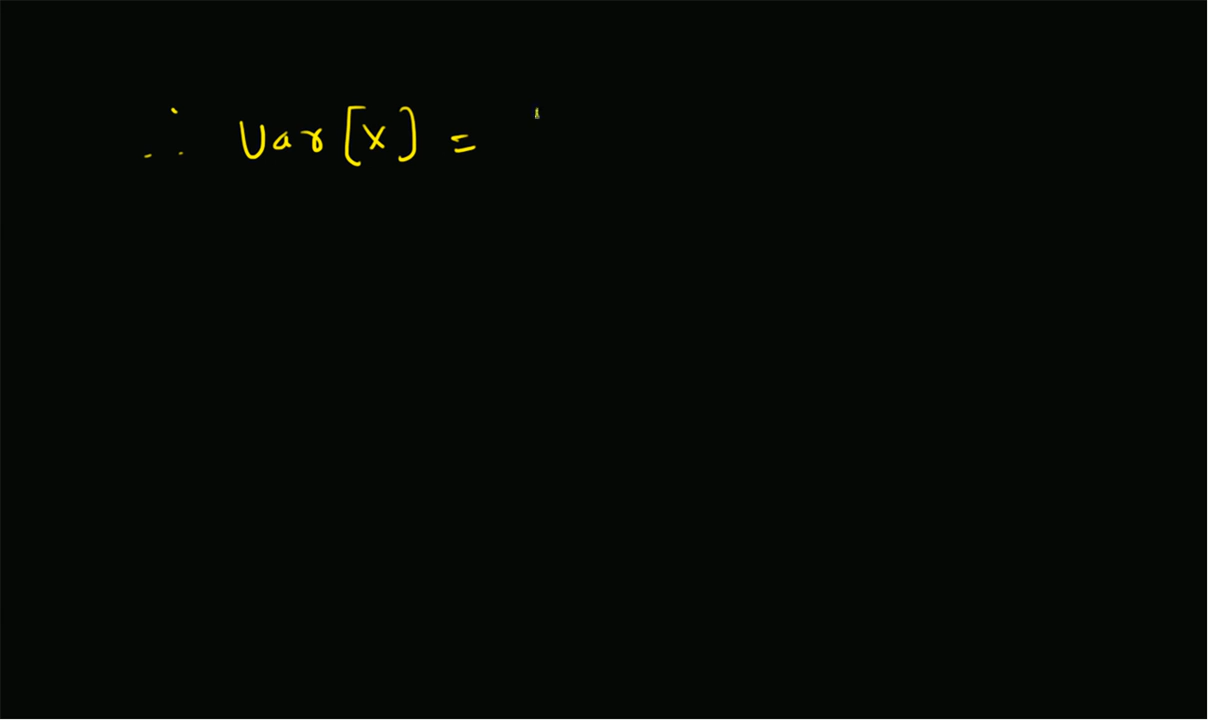 ∴ Var[X] =